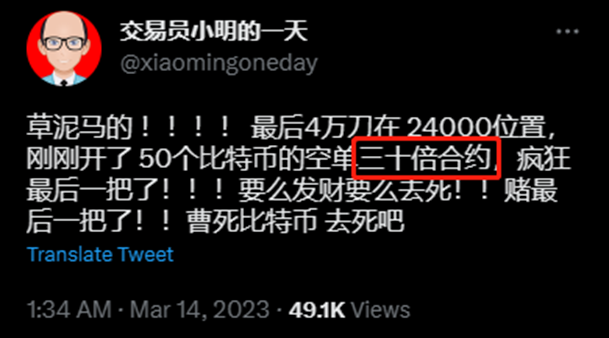 交易员小明的一天
@xiaomingoneday
草泥马的！！！！ 最后4万刀在 24000位置，
刚刚开了 50个比特币的空单三十倍合约，疯狂
最后一把了！！！要么发财要么去死！！赌最
后一把了！！曹死比特币 去死吧
Translate Tweet
1:34 AM · Mar 14, 2023 · 49.1K Views